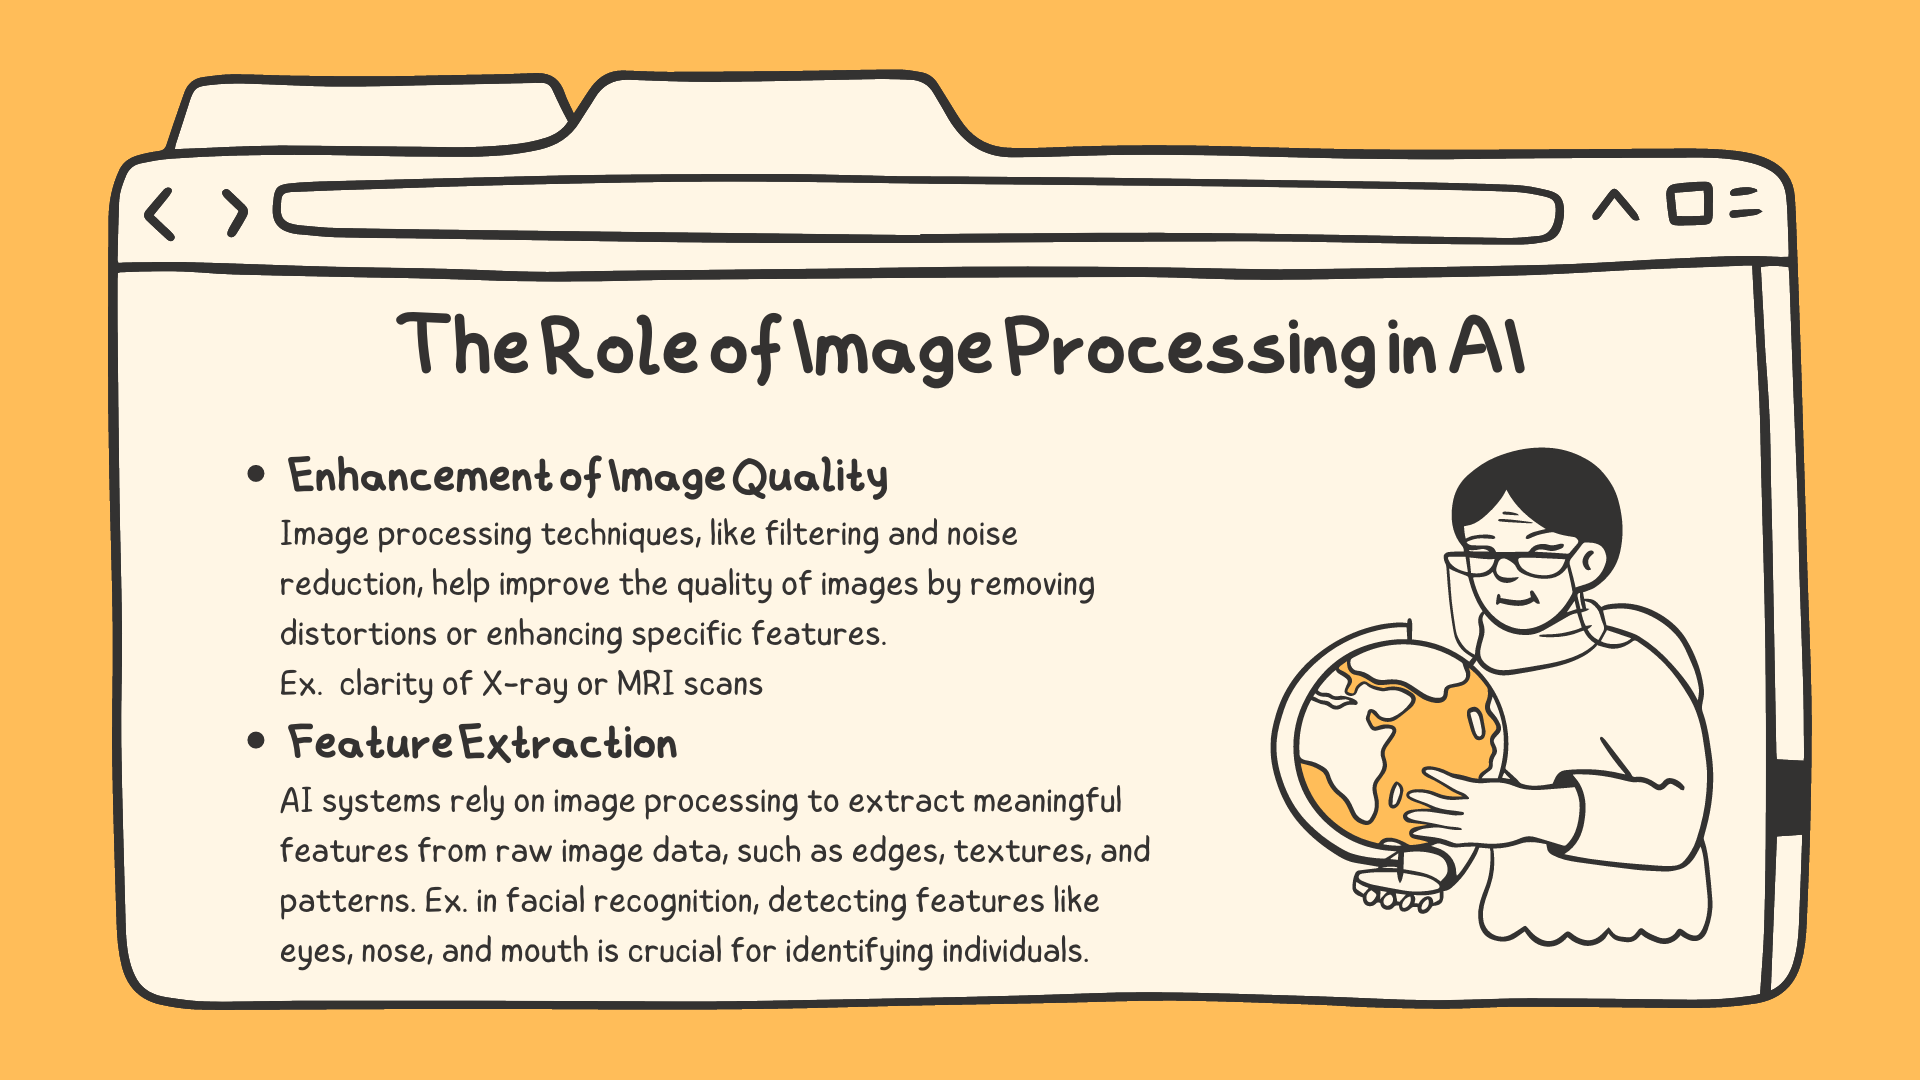 The Role of Image Processing in AI
• Enhancement of Image Quality
Image processing techniques, like filtering and noise
reduction, help improve the quality of images by removing
distortions or enhancing specific features.
Ex. clarity of X-ray or MRI scans
• Feature Extraction
AI systems rely on image processing to extract meaningful
features from raw image data, such as edges, textures, and
patterns. Ex. in facial recognition, detecting features like
eyes, nose, and mouth is crucial for identifying individuals.